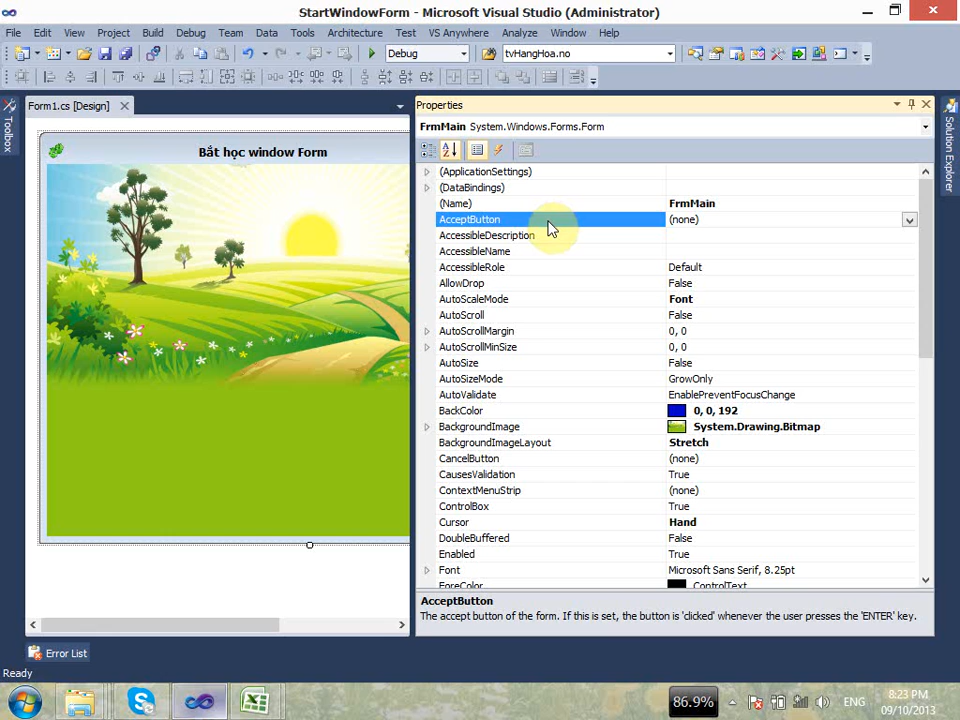 StartWindowForm - Microsoft Visual Studio (Administrator)
File Edit View Project Build Debug Team Data Tools Architecture Test VS Anywhere Analyze Window Help
Debug tvHangHoa.no
Form1.cs [Design]
Toolbox
Bắt học window Form
Properties
FrmMain System.Windows.Forms.Form
(ApplicationSettings)
(DataBindings)
(Name) FrmMain
AcceptButton (none)
AccessibleDescription
AccessibleName
AccessibleRole Default
AllowDrop False
AutoScaleMode Font
AutoScroll False
AutoScrollMargin 0, 0
AutoScrollMinSize 0, 0
AutoSize False
AutoSizeMode GrowOnly
AutoValidate EnablePreventFocusChange
BackColor 0, 0, 192
BackgroundImage System.Drawing.Bitmap
BackgroundImageLayout Stretch
CancelButton (none)
CausesValidation True
ContextMenuStrip (none)
ControlBox True
Cursor Hand
DoubleBuffered False
Enabled True
Font Microsoft Sans Serif, 8.25pt
ForeColor ControlText
AcceptButton
The accept button of the form. If this is set, the button is 'clicked' whenever the user presses the 'ENTER' key.
Solution Explorer
Error List
Ready
86.9% ENG 8:23 PM
09/10/2013